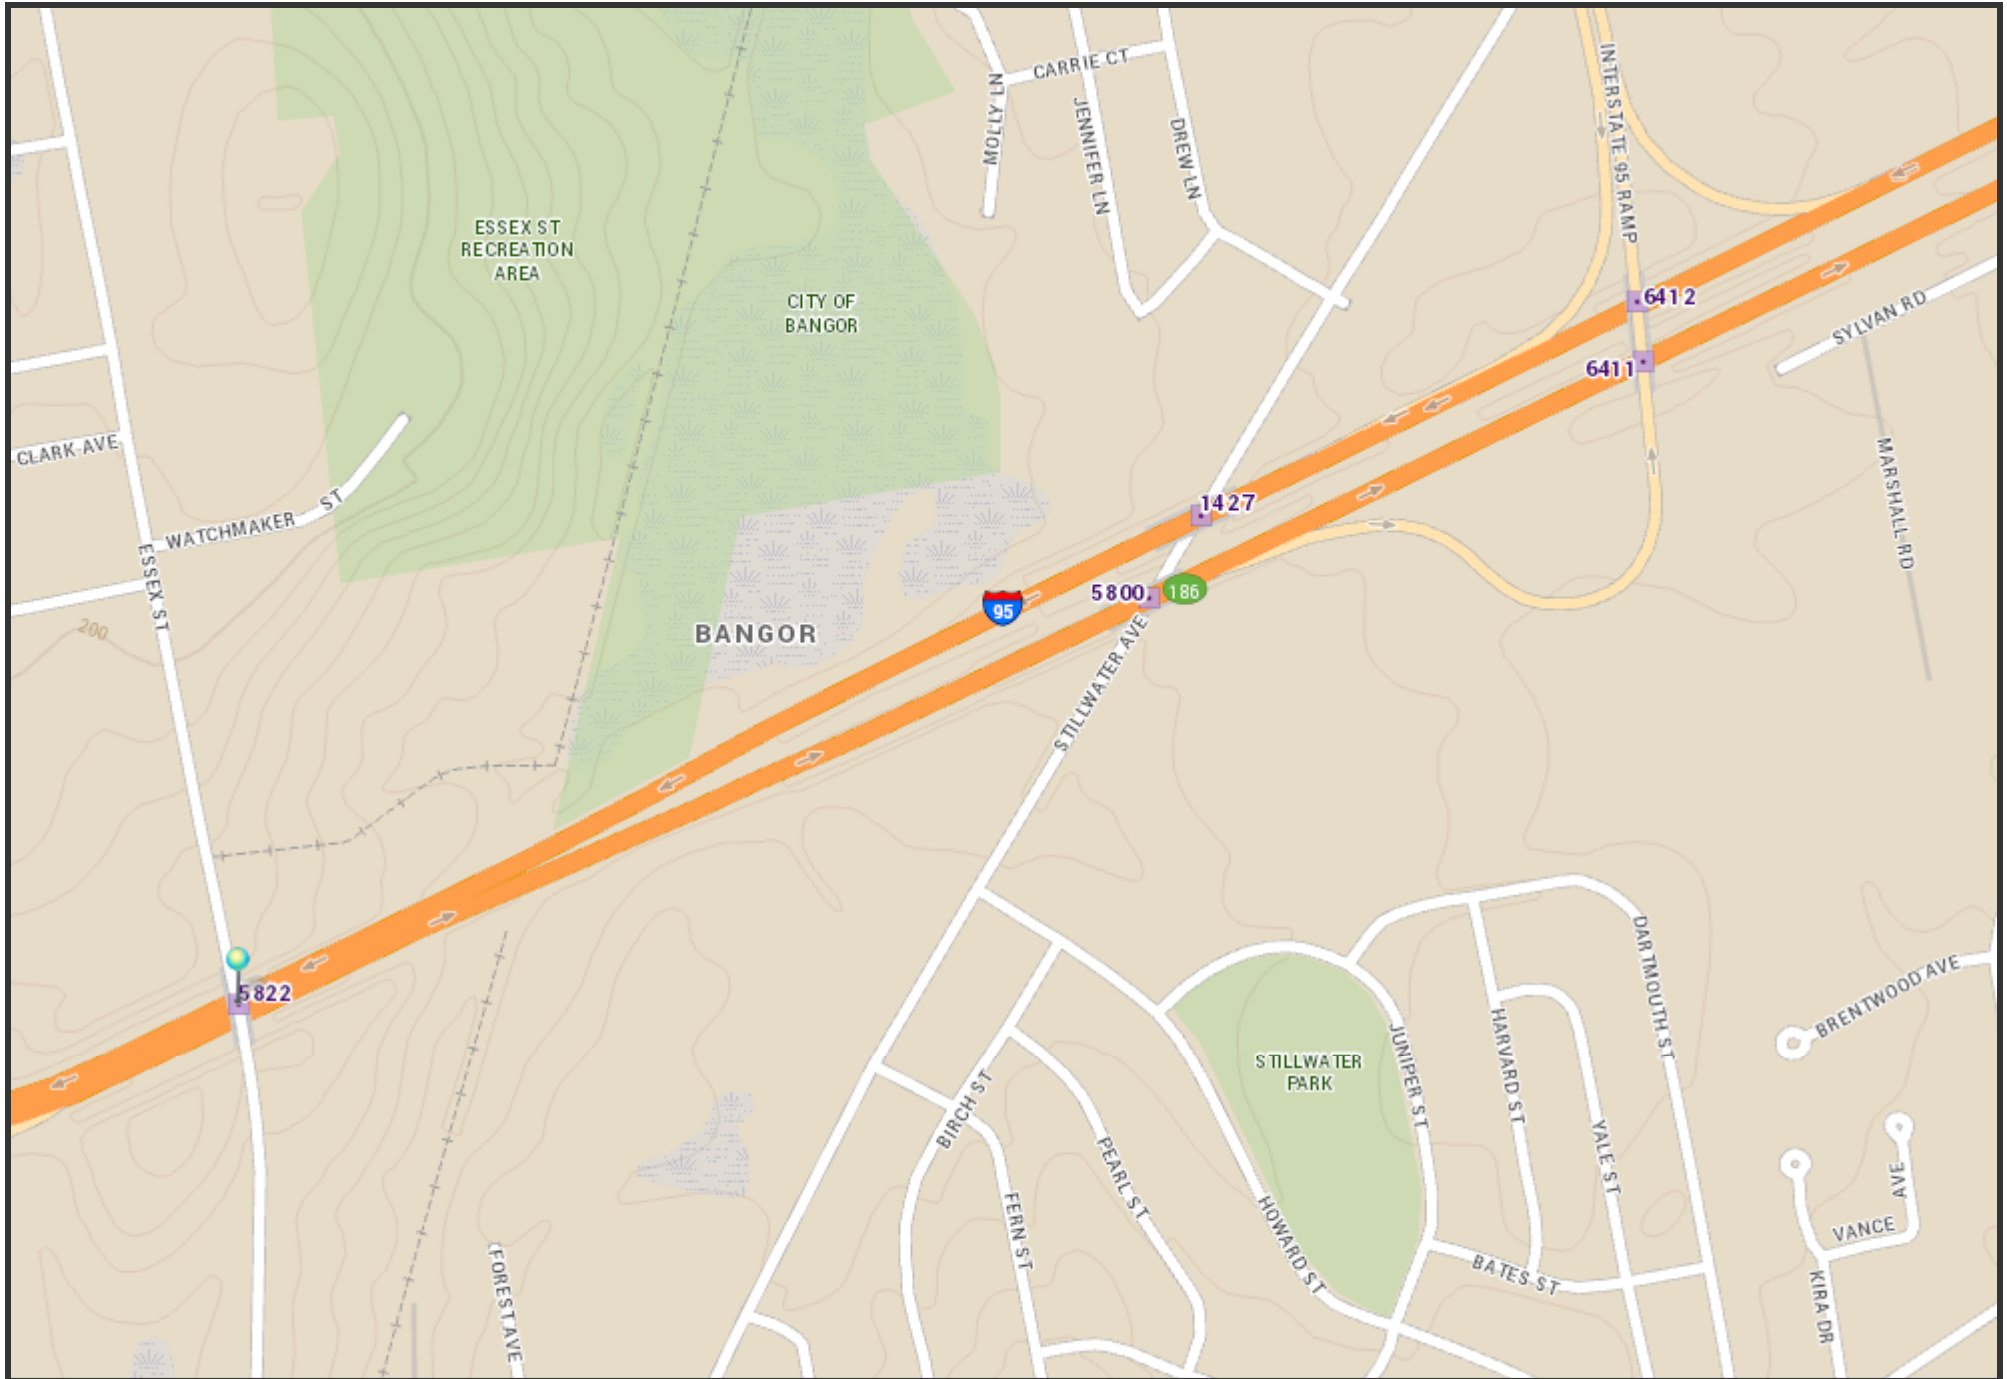 CARRIE CT
MOLLY LN
JENNIFER LN
DREW LN
INTERSTATE 95 RAMP
ESSEX ST
RECREATION
AREA
CITY OF
BANGOR
6412
6411
SYLVAN RD
MARSHALL RD
CLARK AVE
WATCHMAKER ST
ESSEX ST
200
1427
5800
186
95
BANGOR
STILLWATER AVE
5822
STILLWATER
PARK
JUNIPER ST
HARVARD ST
DARTMOUTH ST
YALE ST
BRENTWOOD AVE
BIRCH ST
PEARL ST
FERN ST
HOWARD ST
BATES ST
FOREST AVE
VANCE AVE
KIRA DR